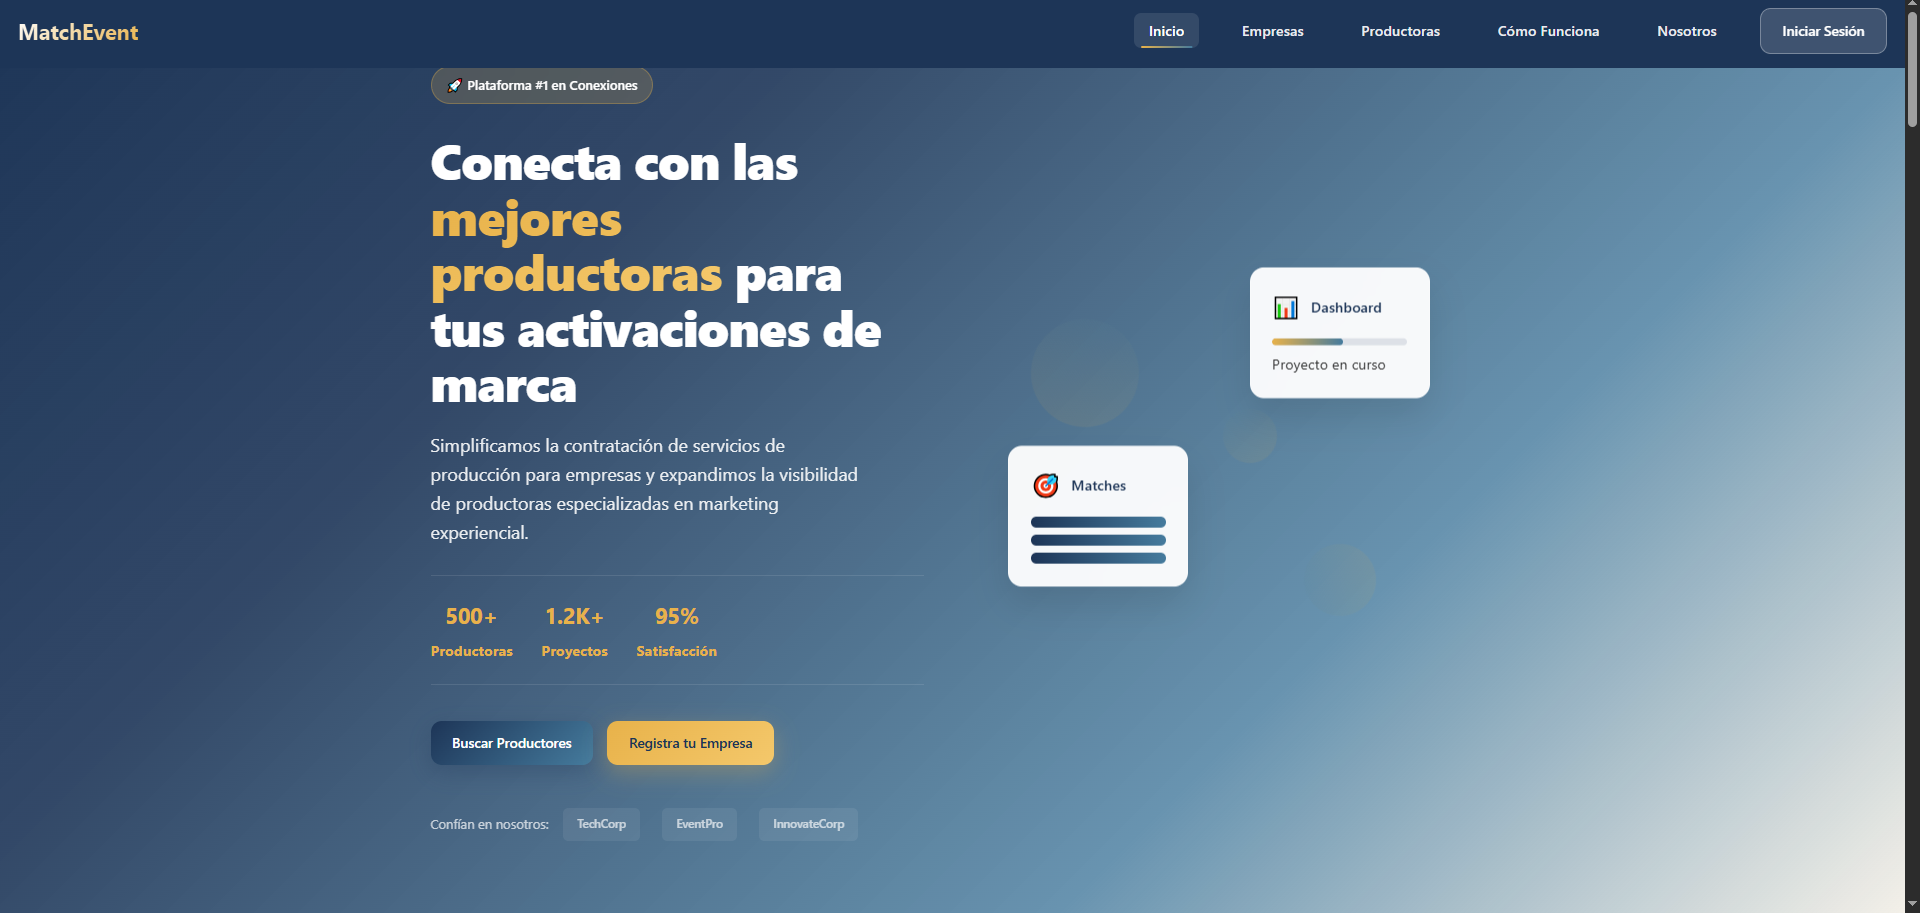 MatchEvent
Inicio
Empresas
Productoras
Cómo Funciona
Nosotros
Iniciar Sesión
Plataforma #1 en Conexiones
Conecta con las
mejores
productoras para
tus activaciones de
marca
Simplificamos la contratación de servicios de
producción para empresas y expandimos la visibilidad
de productoras especializadas en marketing
experiencial.
500+
Productoras
1.2K+
Proyectos
95%
Satisfacción
Buscar Productores
Registra tu Empresa
Confían en nosotros:
TechCorp
EventPro
InnovateCorp
Dashboard
Proyecto en curso
Matches